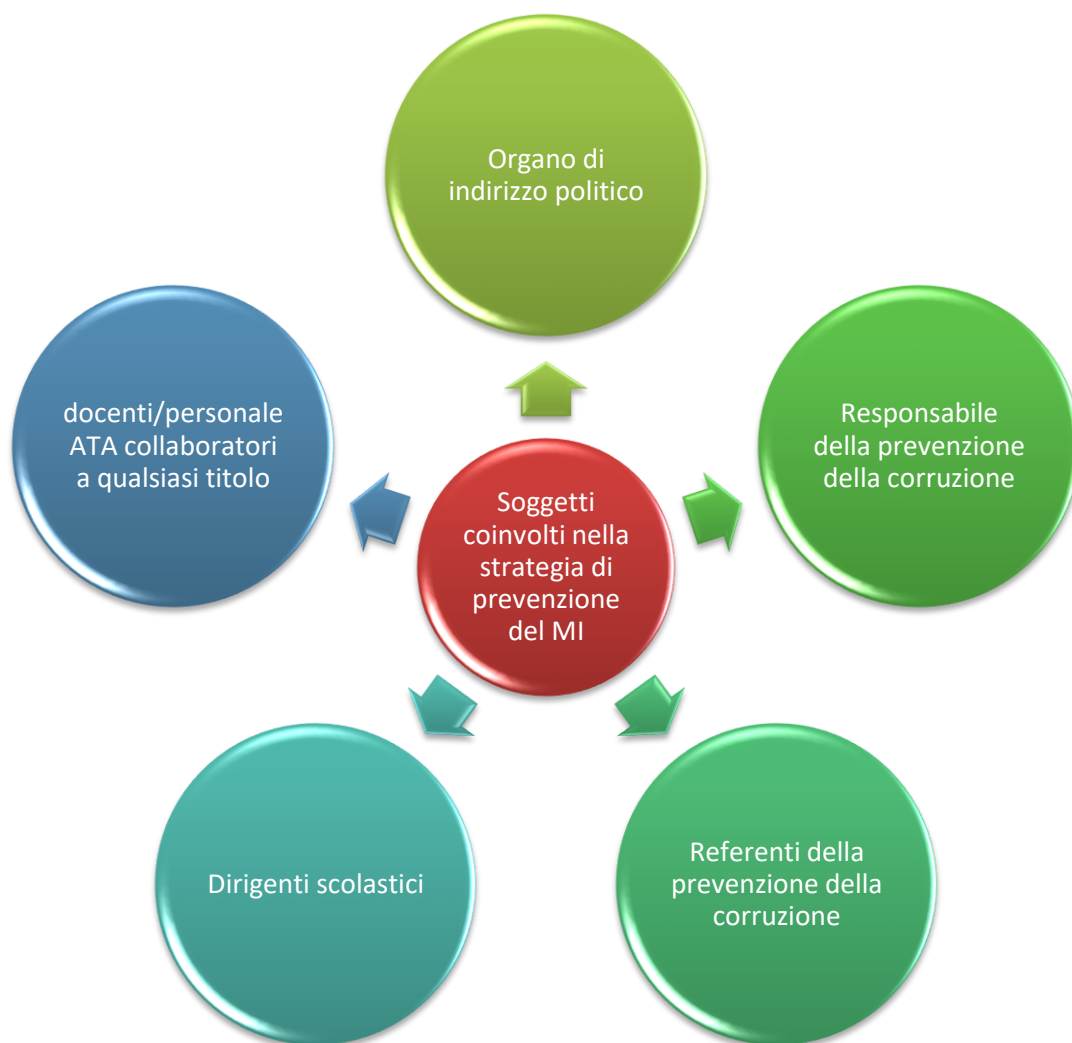 Organo di
indirizzo politico
Responsabile
della prevenzione
della corruzione
Referenti della
prevenzione della
corruzione
Dirigenti scolastici
docenti/personale
ATA collaboratori
a qualsiasi titolo
Soggetti
coinvolti nella
strategia di
prevenzione
del MI